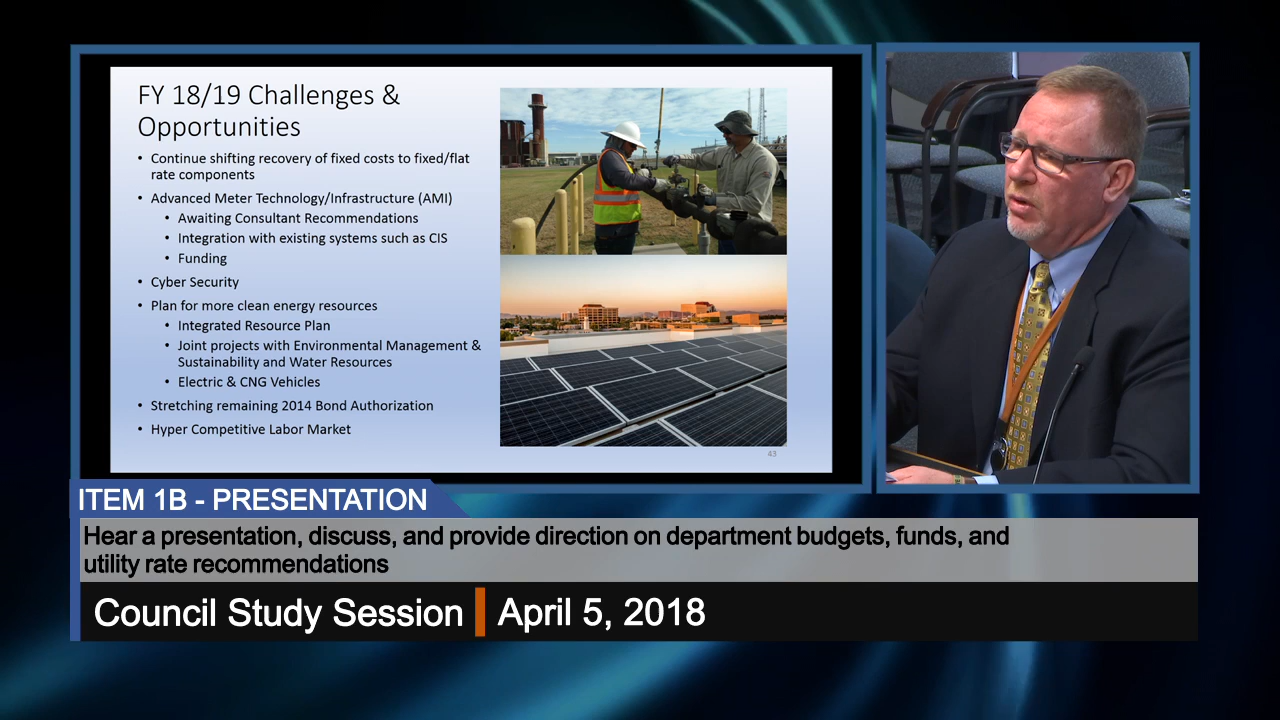 FY 18/19 Challenges &
Opportunities
• Continue shifting recovery of fixed costs to fixed/flat
rate components
• Advanced Meter Technology/Infrastructure (AMI)
• Awaiting Consultant Recommendations
• Integration with existing systems such as CIS
• Funding
• Cyber Security
• Plan for more clean energy resources
• Integrated Resource Plan
• Joint projects with Environmental Management &
Sustainability and Water Resources
• Electric & CNG Vehicles
• Stretching remaining 2014 Bond Authorization
• Hyper Competitive Labor Market
43
ITEM 1B - PRESENTATION
Hear a presentation, discuss, and provide direction on department budgets, funds, and
utility rate recommendations
Council Study Session April 5, 2018